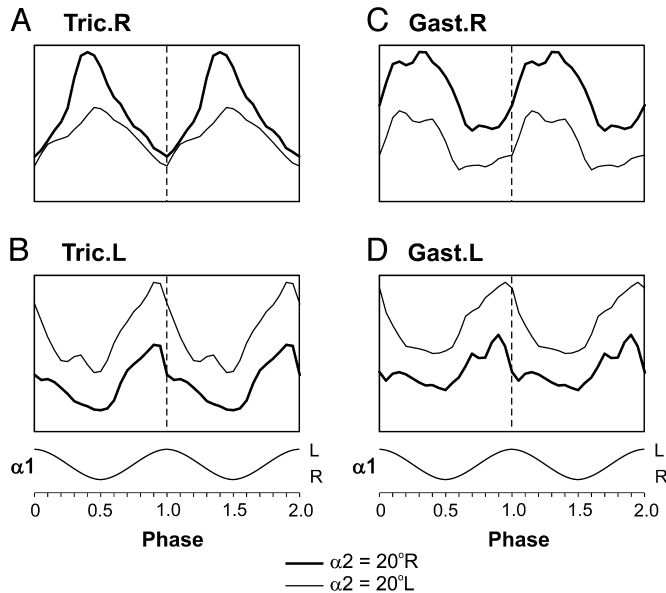 A Tric.R
C Gast.R
B Tric.L
D Gast.L
α1 L R
0 0.5 1.0 1.5 2.0
Phase
α1 L R
0 0.5 1.0 1.5 2.0
Phase
α2 = 20°R
α2 = 20°L